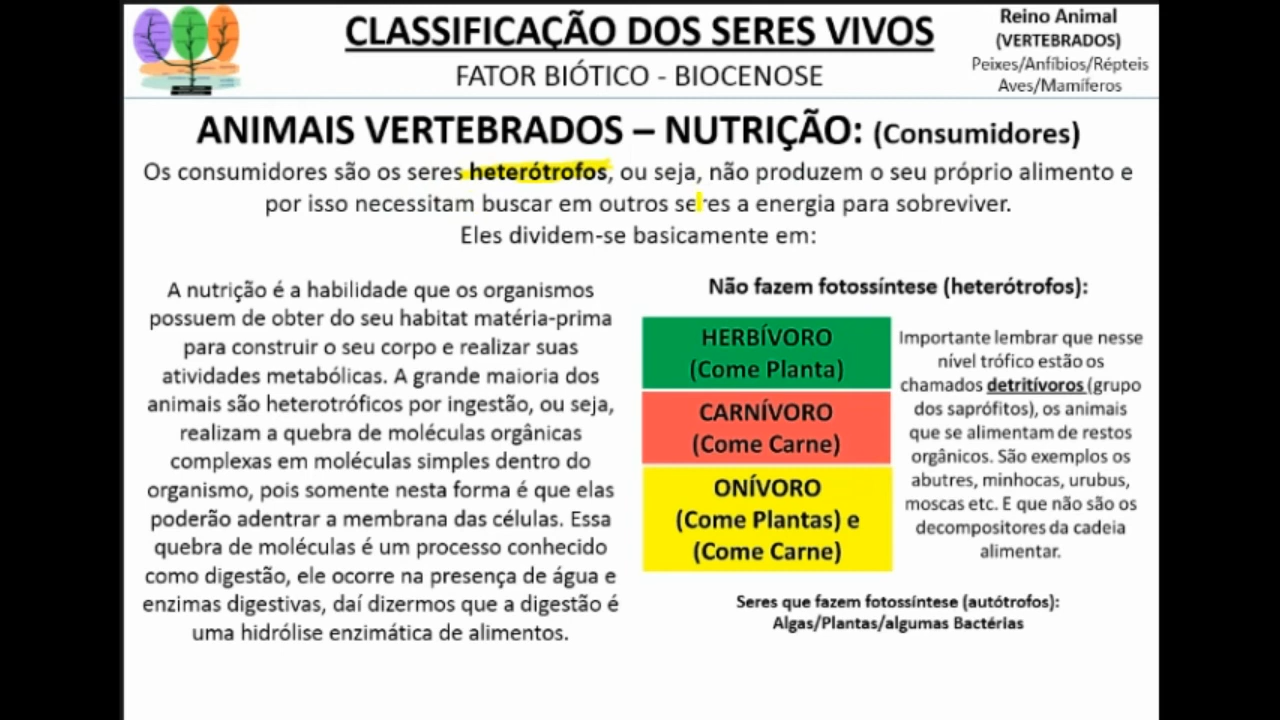 CLASSIFICAÇÃO DOS SERES VIVOS
FATOR BIÓTICO - BIOCENOSE
Reino Animal
(VERTEBRADOS)
Peixes/Anfíbios/Répteis
Aves/Mamíferos
ANIMAIS VERTEBRADOS – NUTRIÇÃO: (Consumidores)
Os consumidores são os seres heterótrofos, ou seja, não produzem o seu próprio alimento e
por isso necessitam buscar em outros seres a energia para sobreviver.
Eles dividem-se basicamente em:
A nutrição é a habilidade que os organismos
possuem de obter do seu habitat matéria-prima
para construir o seu corpo e realizar suas
atividades metabólicas. A grande maioria dos
animais são heterotróficos por ingestão, ou seja,
realizam a quebra de moléculas orgânicas
complexas em moléculas simples dentro do
organismo, pois somente nesta forma é que elas
poderão adentrar a membrana das células. Essa
quebra de moléculas é um processo conhecido
como digestão, ele ocorre na presença de água e
enzimas digestivas, daí dizermos que a digestão é
uma hidrólise enzimática de alimentos.
Não fazem fotossíntese (heterótrofos):
HERBÍVORO
(Come Planta)
CARNÍVORO
(Come Carne)
ONÍVORO
(Come Plantas) e
(Come Carne)
Importante lembrar que nesse
nível trófico estão os
chamados detritívoros (grupo
dos saprófitos), os animais
que se alimentam de restos
orgânicos. São exemplos os
abutres, minhocas, urubus,
moscas etc. E que não são os
decompositores da cadeia
alimentar.
Seres que fazem fotossíntese (autótrofos):
Algas/Plantas/algumas Bactérias